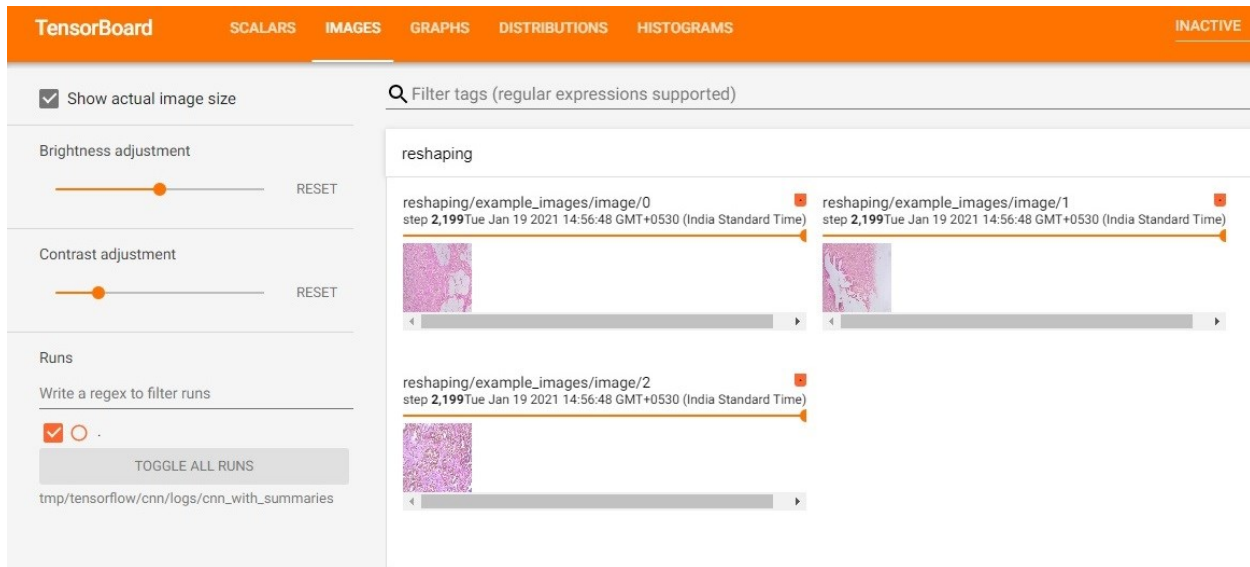 TensorBoard SCALARS IMAGES GRAPHS DISTRIBUTIONS HISTOGRAMS INACTIVE
Show actual image size
Brightness adjustment
RESET
Contrast adjustment
RESET
Runs
Write a regex to filter runs
.
TOGGLE ALL RUNS
tmp/tensorflow/cnn/logs/cnn_with_summaries
Filter tags (regular expressions supported)
reshaping
reshaping/example_images/image/0
step 2,199Tue Jan 19 2021 14:56:48 GMT+0530 (India Standard Time)
reshaping/example_images/image/1
step 2,199Tue Jan 19 2021 14:56:48 GMT+0530 (India Standard Time)
reshaping/example_images/image/2
step 2,199Tue Jan 19 2021 14:56:48 GMT+0530 (India Standard Time)